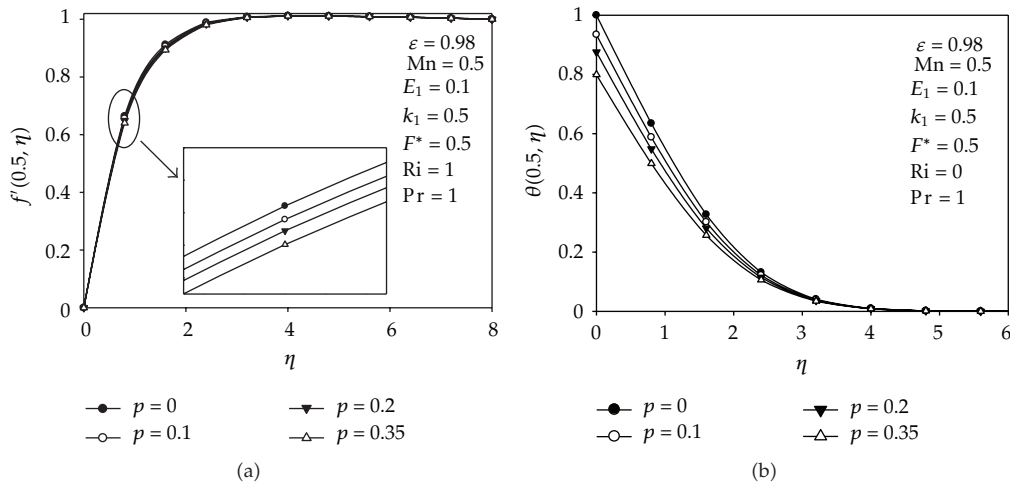 1
0.8
0.6
0.4
0.2
0
f′(0.5, η)
ε = 0.98
Mn = 0.5
E₁ = 0.1
k₁ = 0.5
F* = 0.5
Ri = 1
Pr = 1
0 2 4 6 8
η
p = 0
p = 0.1
p = 0.2
p = 0.35
(a)
1
0.8
0.6
0.4
0.2
0
θ(0.5, η)
ε = 0.98
Mn = 0.5
E₁ = 0.1
k₁ = 0.5
F* = 0.5
Ri = 0
Pr = 1
0 1 2 3 4 5 6
η
p = 0
p = 0.1
p = 0.2
p = 0.35
(b)